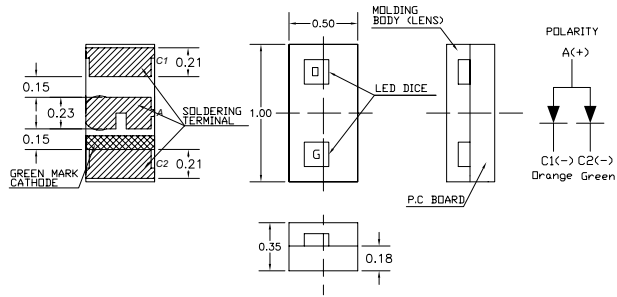 MOLDING
BODY (LENS)
0.50
POLARITY
A(+)
C1
0.21
0.15
0.23
A
SOLDERING
TERMINAL
0.15
C2
0.21
GREEN MARK
CATHODE
O
LED DICE
1.00
G
P.C BOARD
C1(-) C2(-)
Orange Green
0.35
0.18